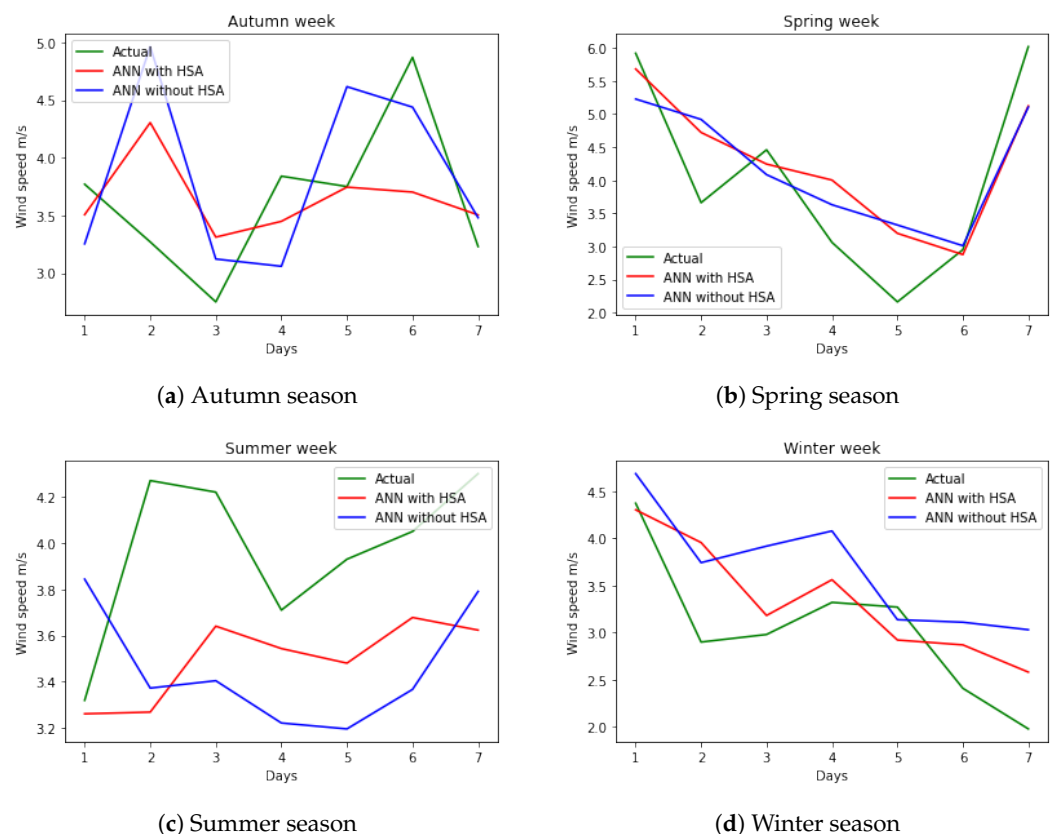 Autumn week
5.0
4.5
4.0
3.5
3.0
Wind speed m/s
Actual
ANN with HSA
ANN without HSA
1 2 3 4 5 6 7
Days
(a) Autumn season
Spring week
6.0
5.5
5.0
4.5
4.0
3.5
3.0
2.5
2.0
Wind speed m/s
Actual
ANN with HSA
ANN without HSA
1 2 3 4 5 6 7
Days
(b) Spring season
Summer week
4.2
4.0
3.8
3.6
3.4
3.2
Wind speed m/s
Actual
ANN with HSA
ANN without HSA
1 2 3 4 5 6 7
Days
(c) Summer season
Winter week
4.5
4.0
3.5
3.0
2.5
2.0
Wind speed m/s
Actual
ANN with HSA
ANN without HSA
1 2 3 4 5 6 7
Days
(d) Winter season